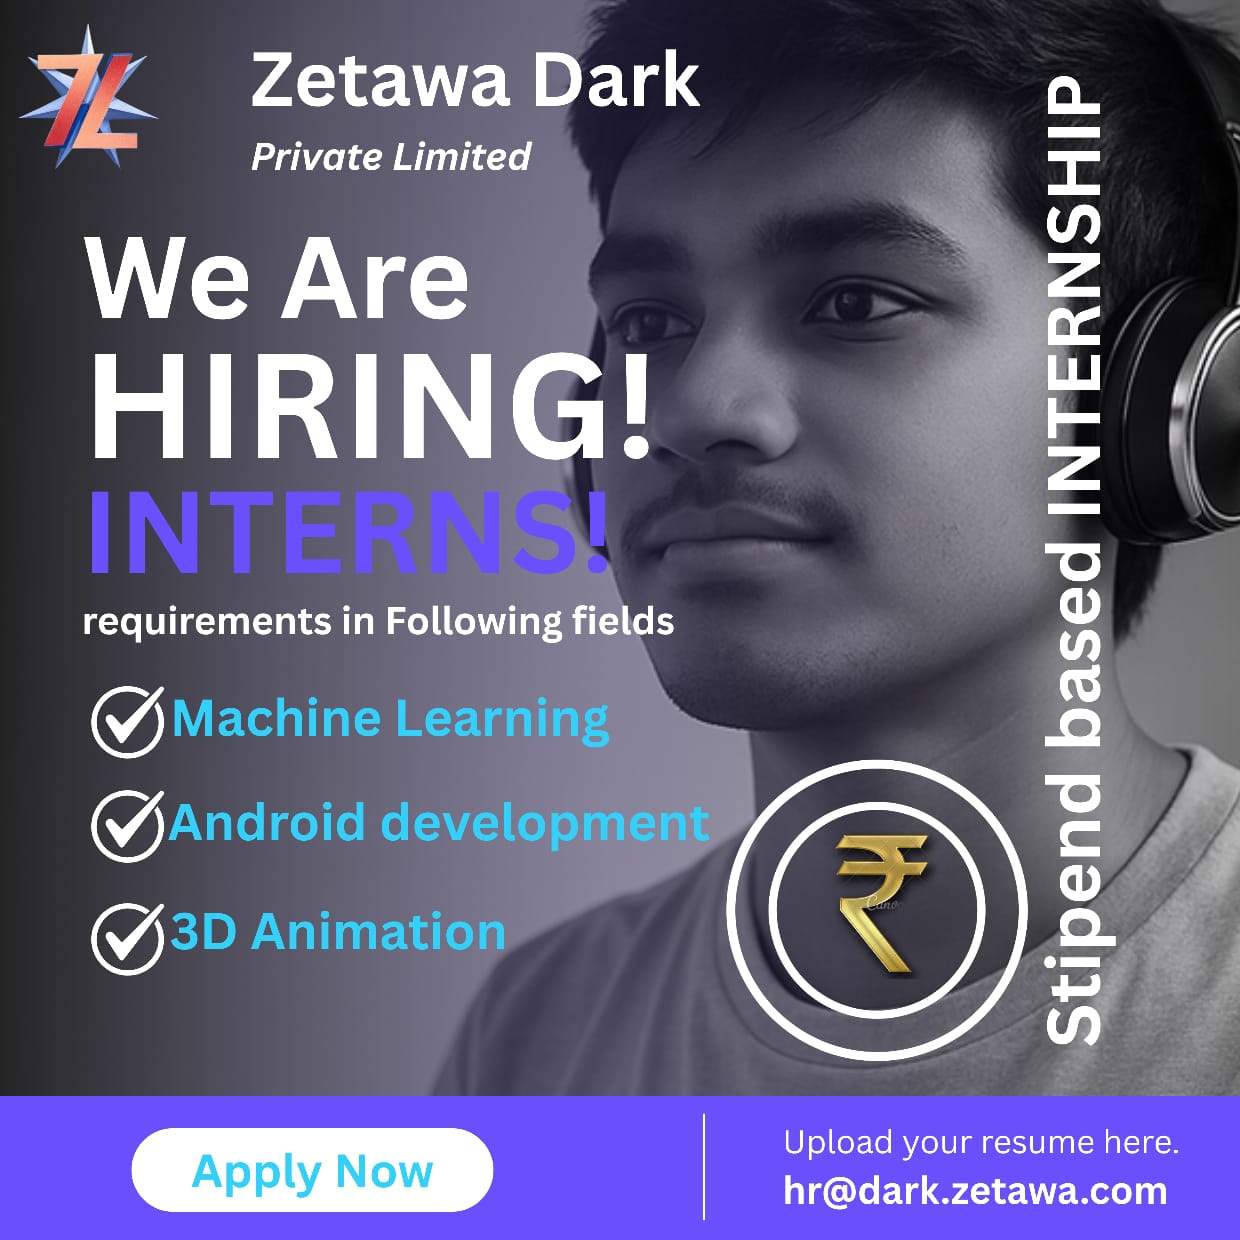 Zetawa Dark
Private Limited
We Are
HIRING!
INTERNS!
requirements in Following fields
Machine Learning
Android development
3D Animation
₹
Canva
Stipend based INTERNSHIP
Apply Now
Upload your resume here.
hr@dark.zetawa.com